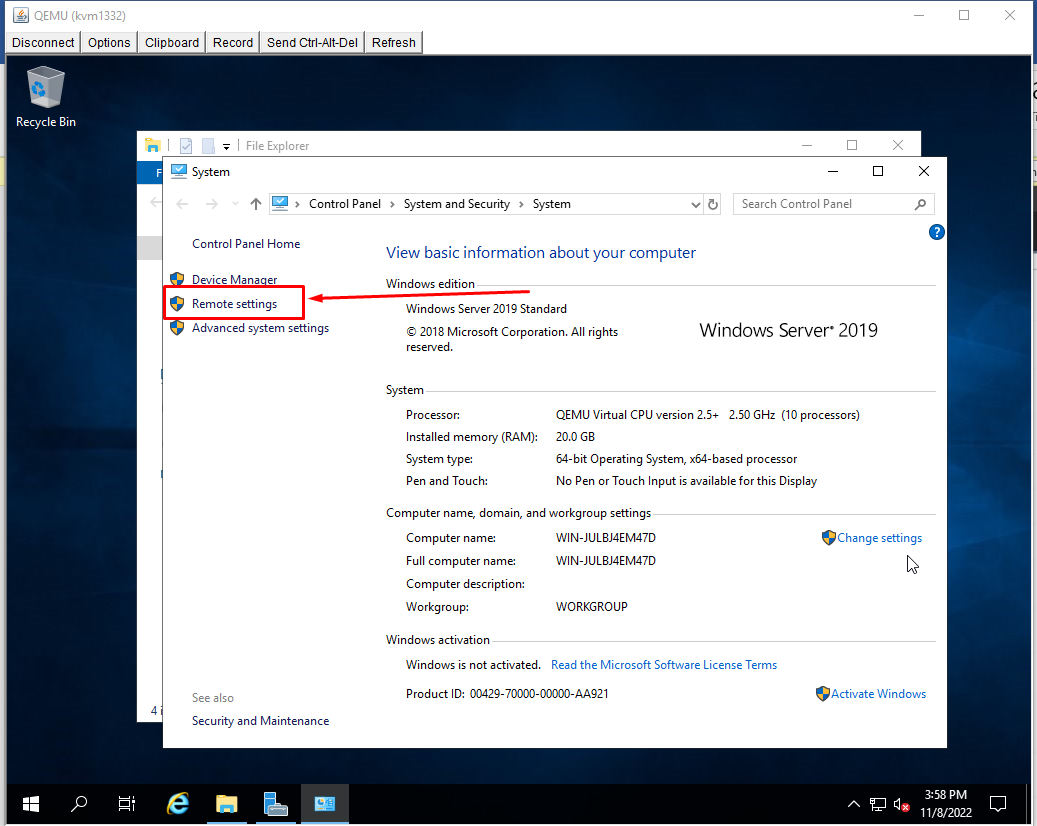 QEMU (kvm1332)
Disconnect Options Clipboard Record Send Ctrl-Alt-Del Refresh
Recycle Bin
File Explorer
F
System
Control Panel > System and Security > System
Search Control Panel
?
Control Panel Home
Device Manager
Remote settings
Advanced system settings
View basic information about your computer
Windows edition
Windows Server 2019 Standard
© 2018 Microsoft Corporation. All rights
reserved.
Windows Server® 2019
System
Processor: QEMU Virtual CPU version 2.5+ 2.50 GHz (10 processors)
Installed memory (RAM): 20.0 GB
System type: 64-bit Operating System, x64-based processor
Pen and Touch: No Pen or Touch Input is available for this Display
Computer name, domain, and workgroup settings
Computer name: WIN-JULBJ4EM47D
Change settings
Full computer name: WIN-JULBJ4EM47D
Computer description:
Workgroup: WORKGROUP
Windows activation
Windows is not activated. Read the Microsoft Software License Terms
Product ID: 00429-70000-00000-AA921
Activate Windows
See also
Security and Maintenance
4 i
3:58 PM
11/8/2022